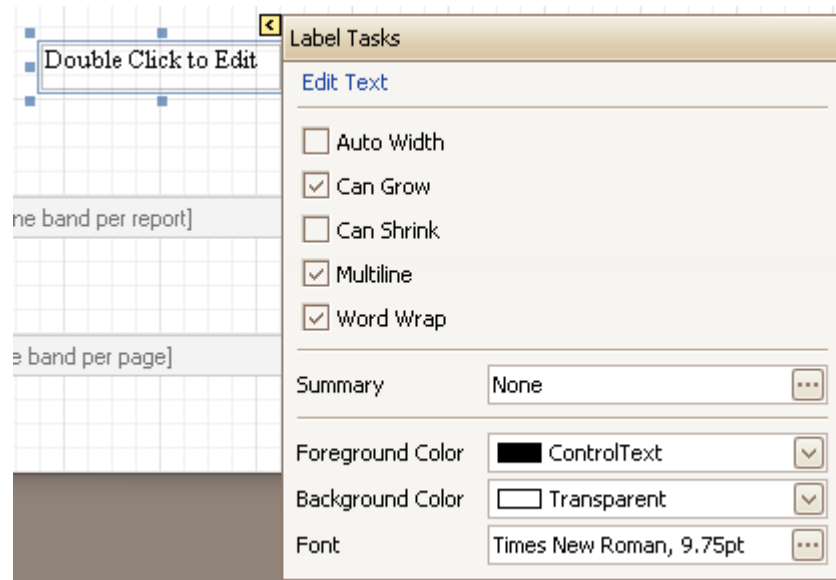 Double Click to Edit
ne band per report]
e band per page]
Label Tasks
Edit Text
Auto Width
Can Grow
Can Shrink
Multiline
Word Wrap
Summary None
Foreground Color ControlText
Background Color Transparent
Font Times New Roman, 9.75pt